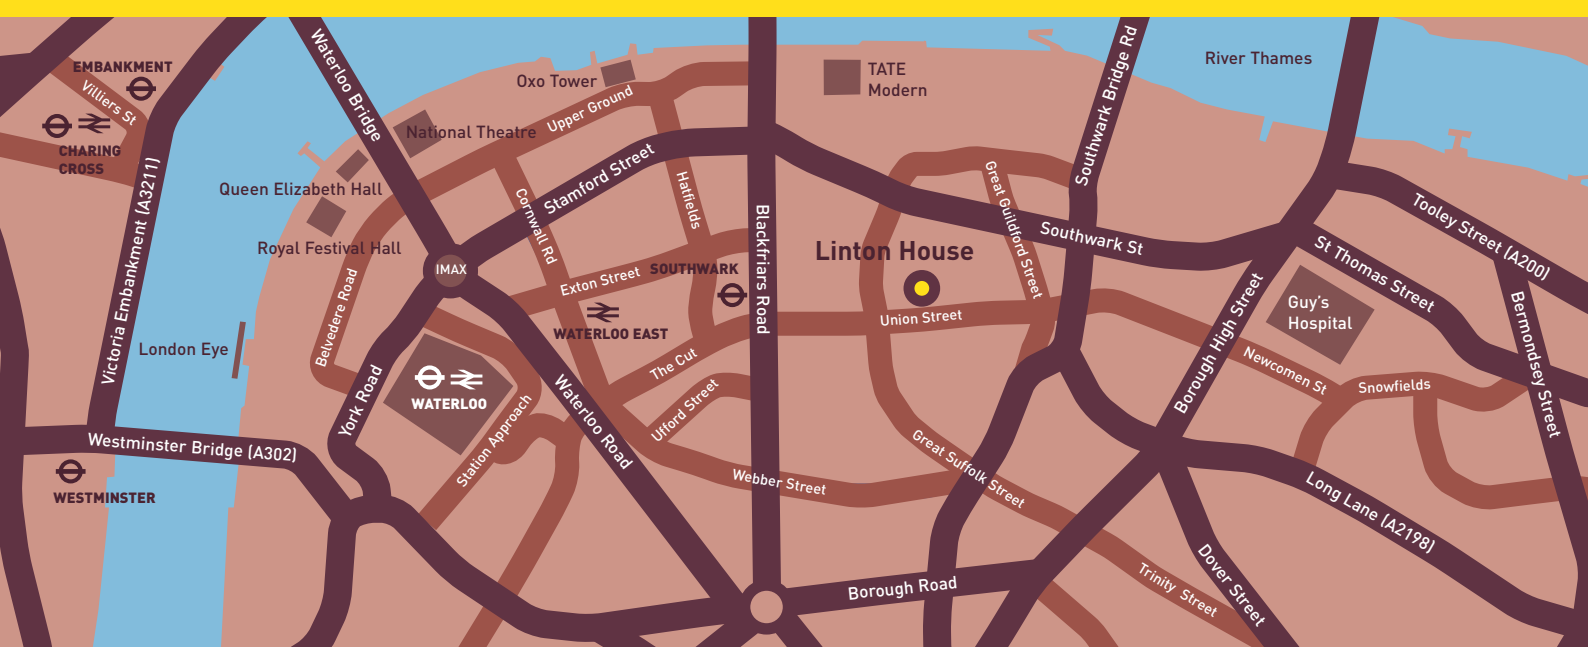 EMBANKMENT
Villiers St
CHARING
CROSS
Victoria Embankment (A3211)
Waterloo Bridge
Oxo Tower
Upper Ground
National Theatre
Queen Elizabeth Hall
Royal Festival Hall
IMAX
Stamford Street
Cornwall Rd
Hatfields
Exton Street
SOUTHWARK
WATERLOO EAST
Blackfriars Road
TATE
Modern
Southwark Bridge Rd
River Thames
Great Guildford Street
Southwark St
Linton House
Union Street
Tooley Street (A200)
St Thomas Street
Guy's
Hospital
Bermondsey Street
Borough High Street
Newcomen St
Snowfields
London Eye
Belvedere Road
York Road
WATERLOO
Station Approach
Waterloo Road
The Cut
Ufford Street
Webber Street
Great Suffolk Street
Westminster Bridge (A302)
WESTMINSTER
Long Lane (A2198)
Borough Road
Trinity Street
Dover Street